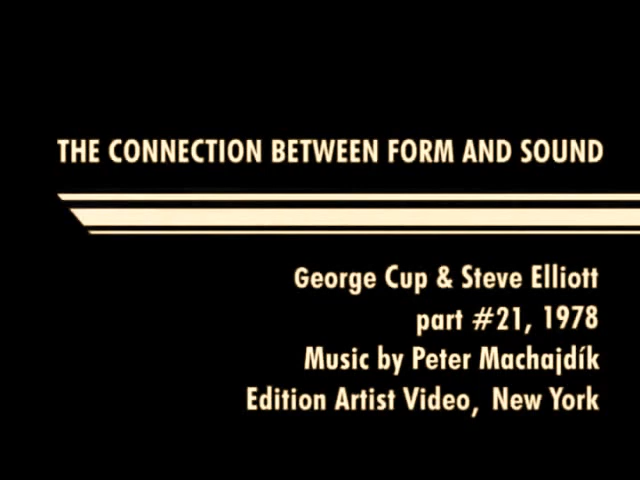 THE CONNECTION BETWEEN FORM AND SOUND
George Cup & Steve Elliott
part #21, 1978
Music by Peter Machajdík
Edition Artist Video, New York